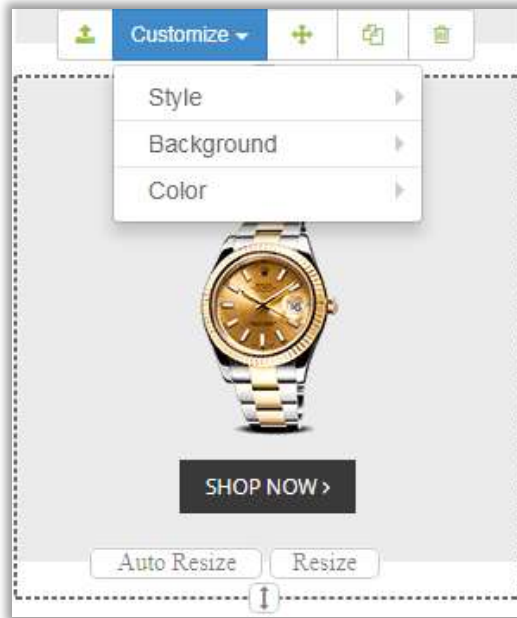 Customize
Style
Background
Color
SHOP NOW ›
Auto Resize
Resize